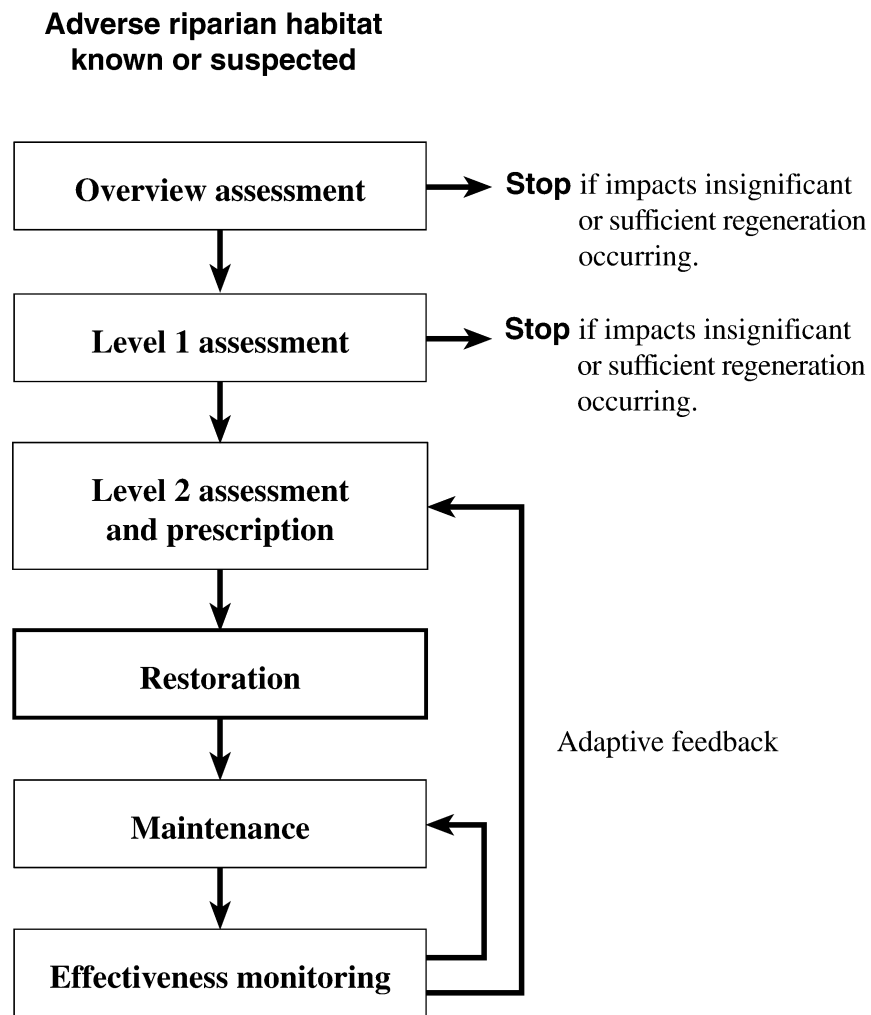 Adverse riparian habitat
known or suspected
Overview assessment
Stop if impacts insignificant
or sufficient regeneration
occurring.
Level 1 assessment
Stop if impacts insignificant
or sufficient regeneration
occurring.
Level 2 assessment
and prescription
Restoration
Adaptive feedback
Maintenance
Effectiveness monitoring